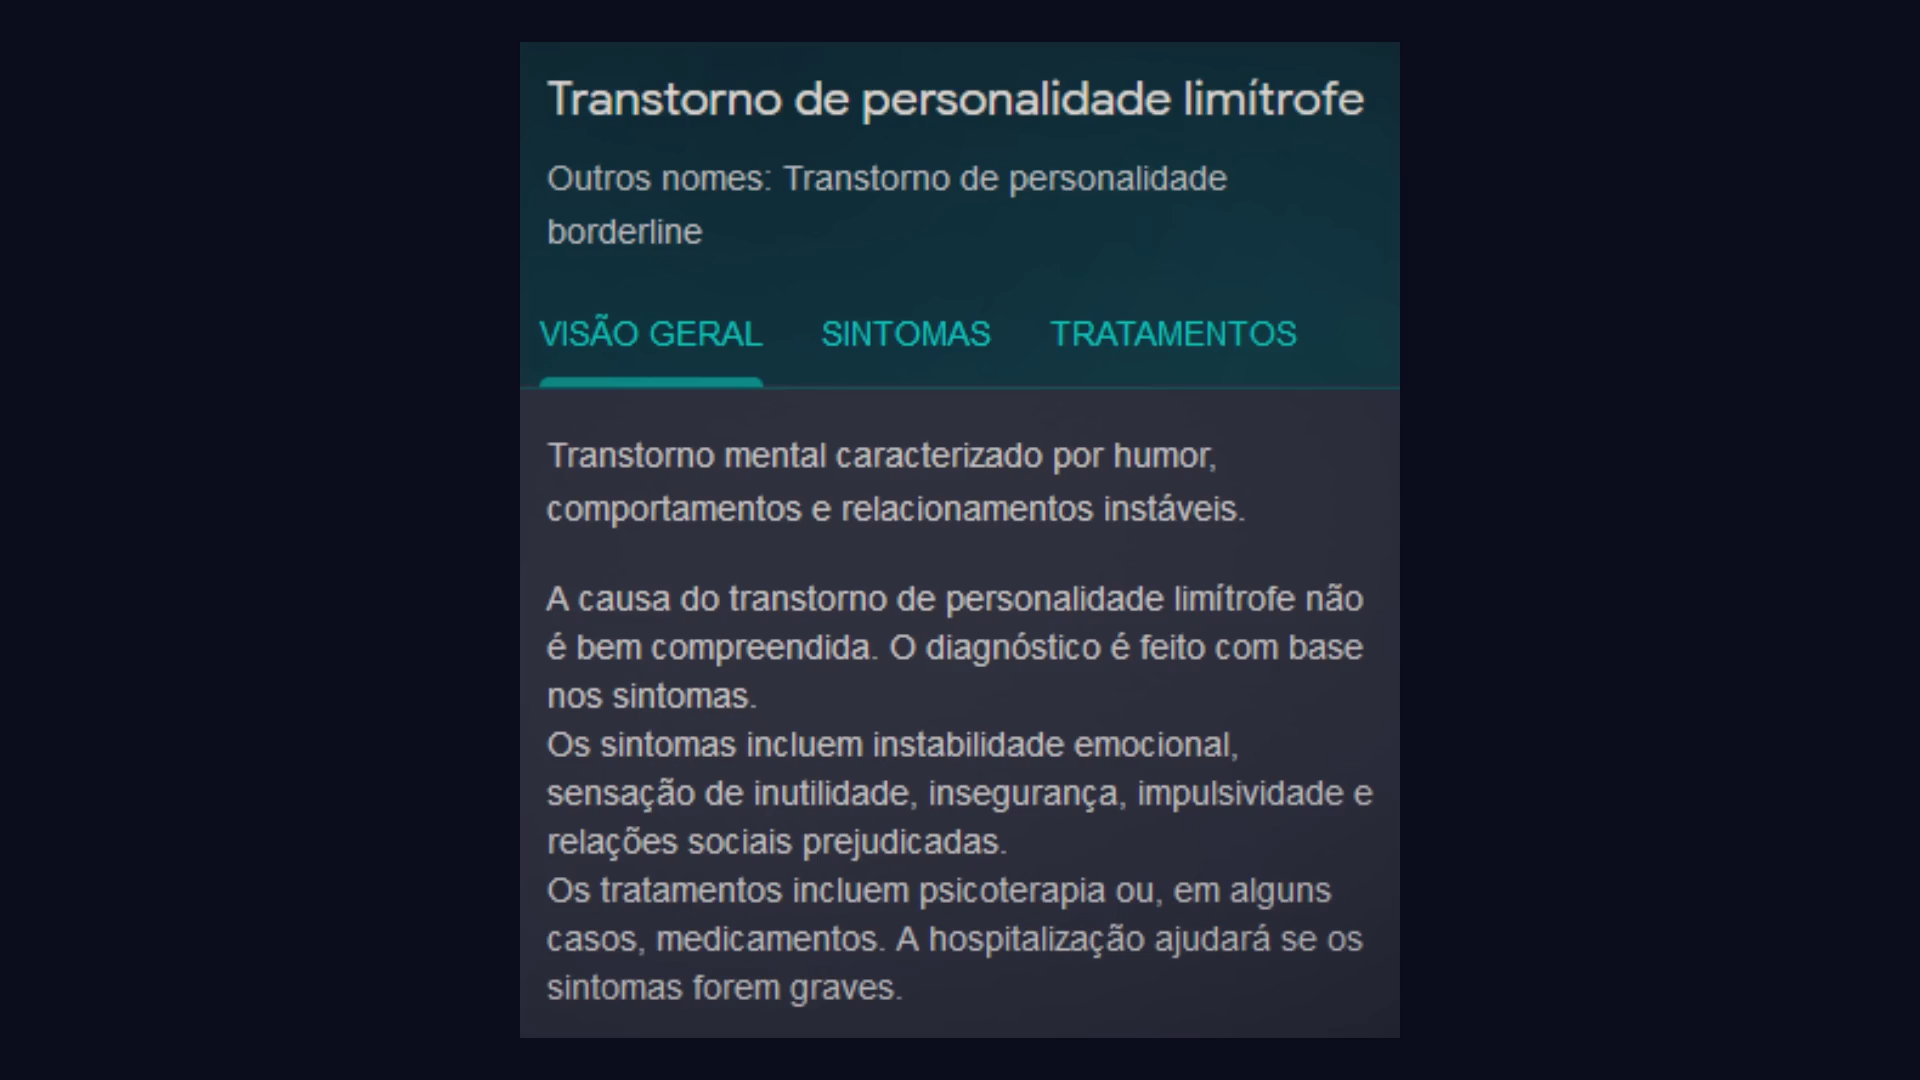 Transtorno de personalidade limítrofe
Outros nomes: Transtorno de personalidade
borderline
VISÃO GERAL SINTOMAS TRATAMENTOS
Transtorno mental caracterizado por humor,
comportamentos e relacionamentos instáveis.
A causa do transtorno de personalidade limítrofe não
é bem compreendida. O diagnóstico é feito com base
nos sintomas.
Os sintomas incluem instabilidade emocional,
sensação de inutilidade, insegurança, impulsividade e
relações sociais prejudicadas.
Os tratamentos incluem psicoterapia ou, em alguns
casos, medicamentos. A hospitalização ajudará se os
sintomas forem graves.